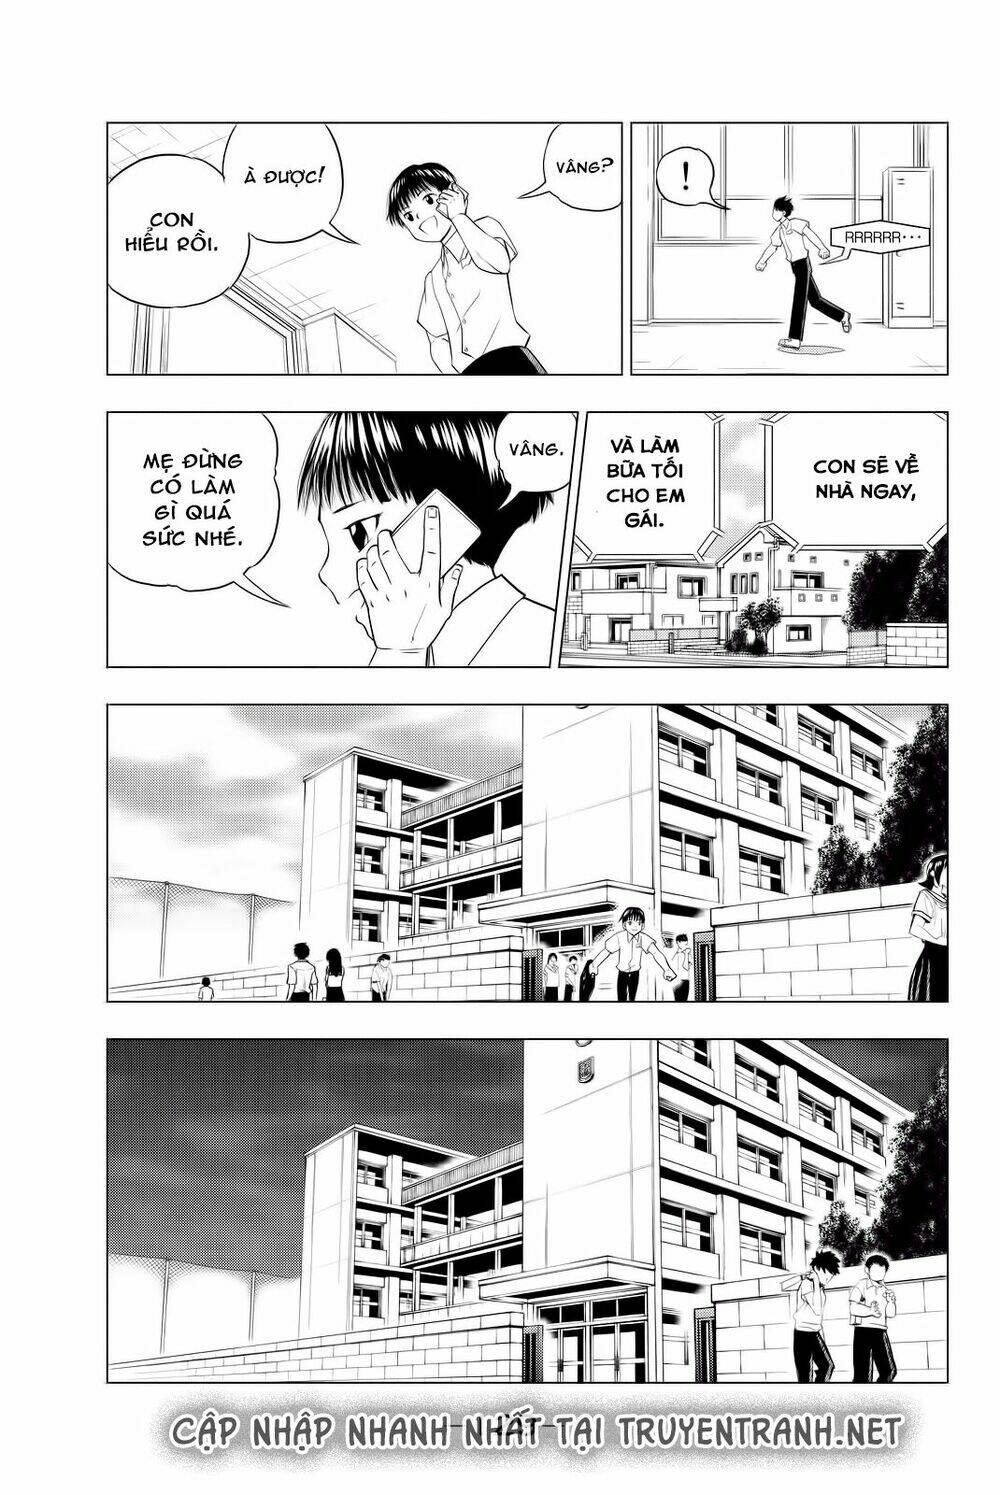 !
RRRRRR...
VÂNG?
À ĐƯỢC!
CON
HIỂU RỒI.
CON SẼ VỀ
NHÀ NGAY,
VÀ LÀM
BỮA TỐI
CHO EM
GÁI.
VÂNG.
MẸ ĐỪNG
CÓ LÀM
GÌ QUÁ
SỨC NHÉ.
CẬP NHẬP NHANH NHẤT TẠI TRUYENTRANH.NET